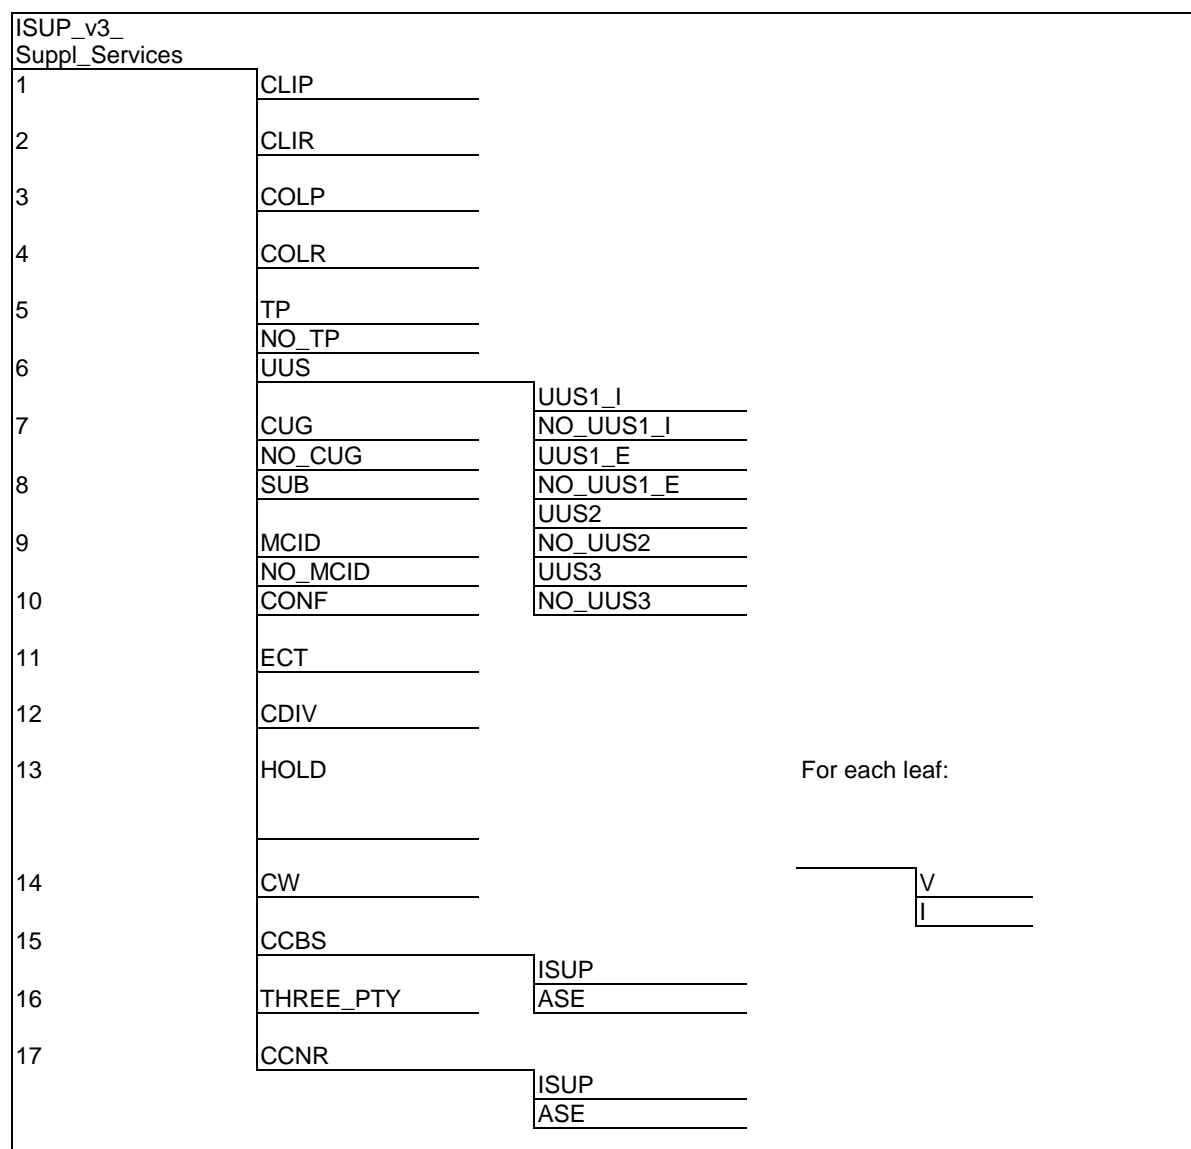 ISUP_v3_
Suppl_Services
1 CLIP
2 CLIR
3 COLP
4 COLR
5 TP
NO_TP
6 UUS
UUS1_I
7 CUG NO_UUS1_I
NO_CUG UUS1_E
8 SUB NO_UUS1_E
UUS2
9 MCID NO_UUS2
NO_MCID UUS3
10 CONF NO_UUS3
11 ECT
12 CDIV
13 HOLD For each leaf:
14 CW V
I
15 CCBS
ISUP
16 THREE_PTY ASE
17 CCNR
ISUP
ASE